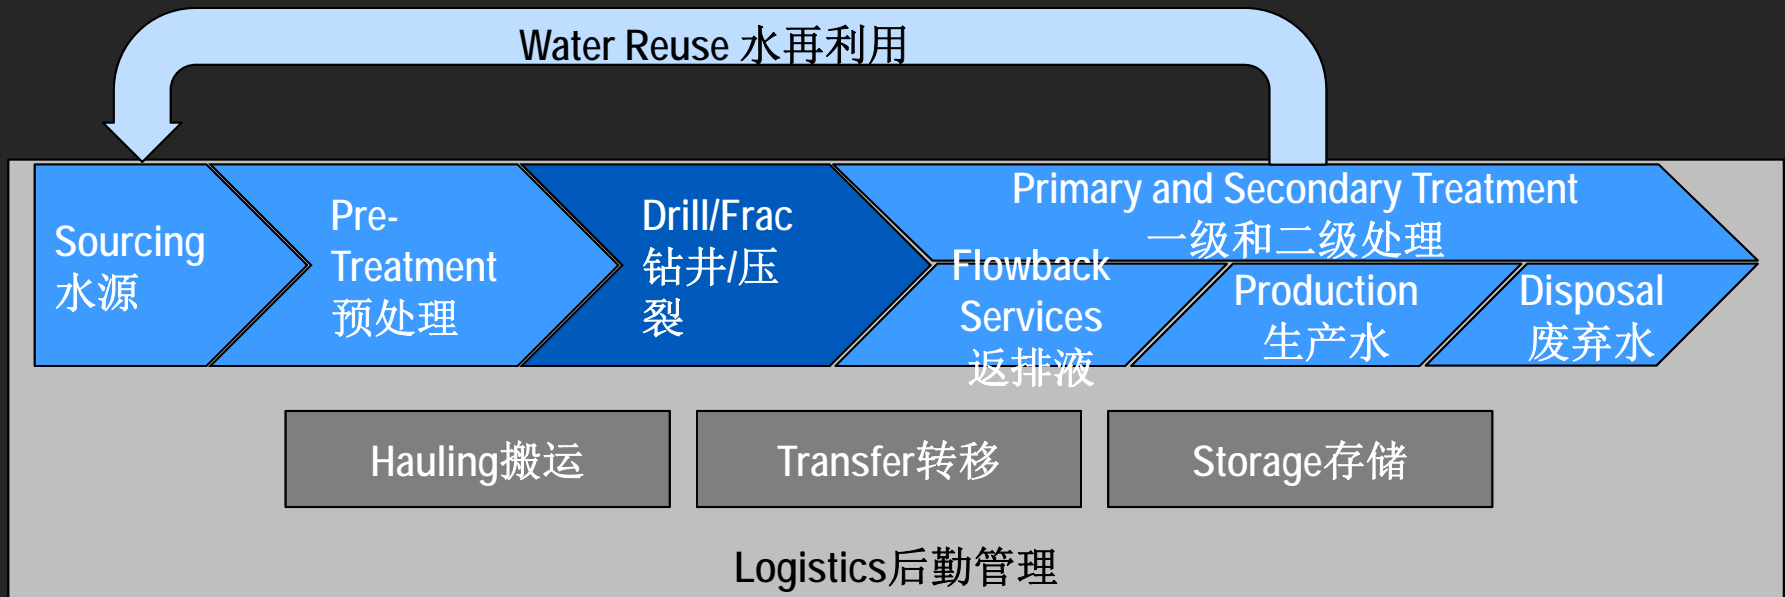 Water Reuse 水再利用
Sourcing
水源
Pre-
Treatment
预处理
Drill/Frac
钻井/压
裂
Primary and Secondary Treatment
一级和二级处理
Flowback
Services
返排液
Production
生产水
Disposal
废弃水
Hauling搬运
Transfer转移
Storage存储
Logistics后勤管理